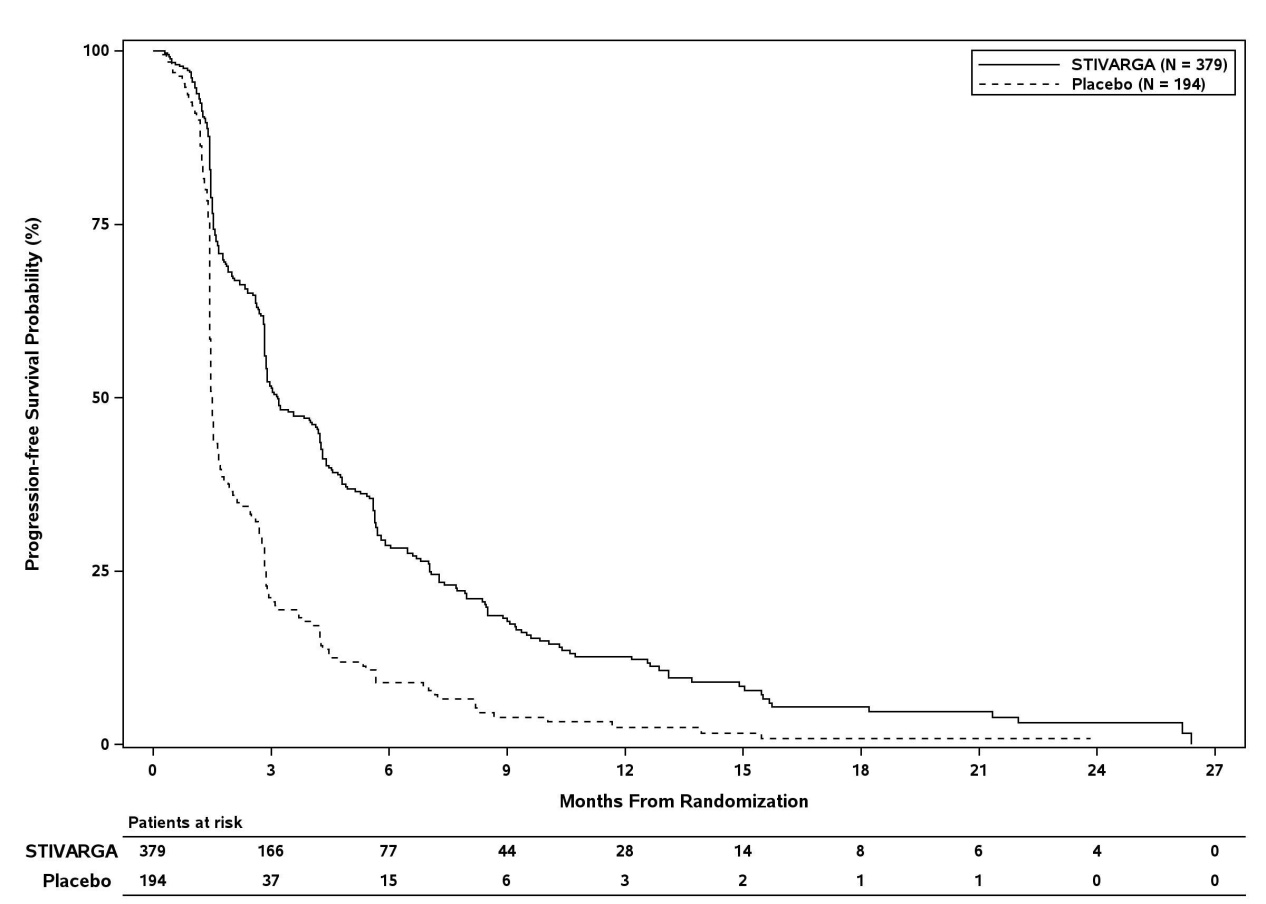 STIVARGA (N = 379)
Placebo (N = 194)
Progression-free Survival Probability (%)
100
75
50
25
0
0 3 6 9 12 15 18 21 24 27
Months From Randomization
Patients at risk
STIVARGA 379 166 77 44 28 14 8 6 4 0
Placebo 194 37 15 6 3 2 1 1 0 0